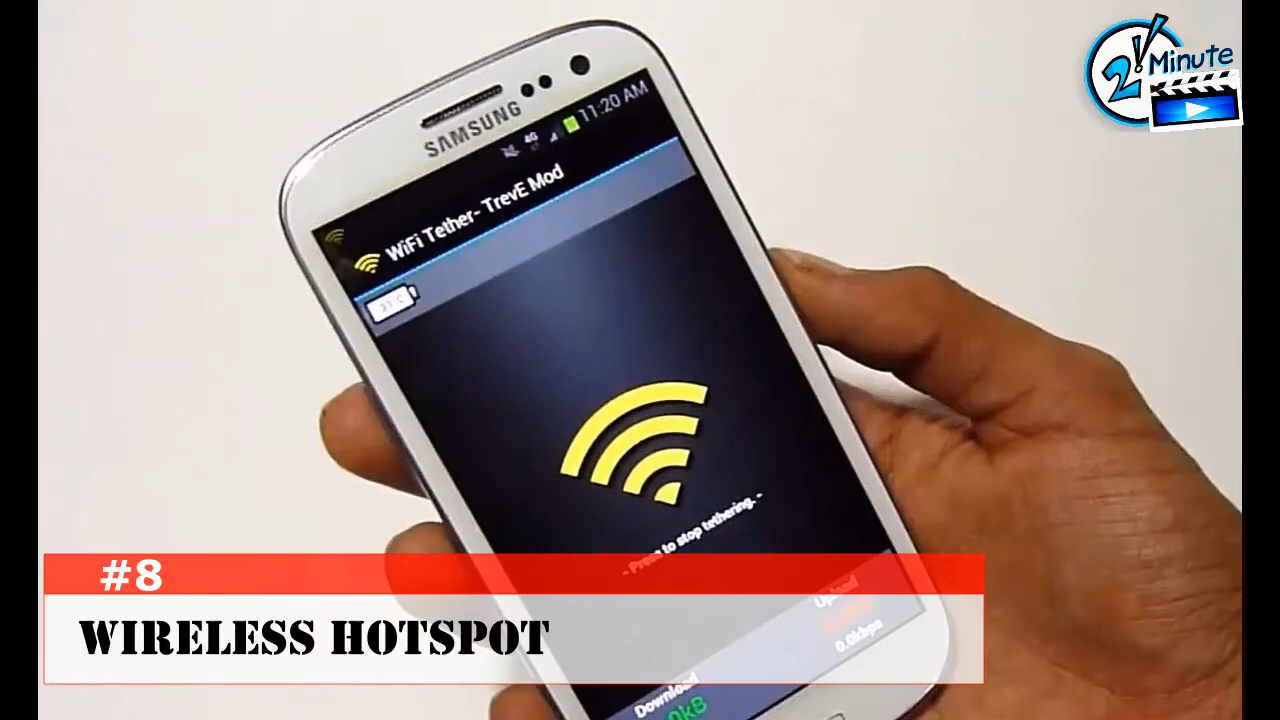 2! Minute
SAMSUNG
4G 11:20 AM
WiFi Tether- TrevE Mod
- Press to stop tethering. -
Upload
0.0kbps
Download
#8
WIRELESS HOTSPOT